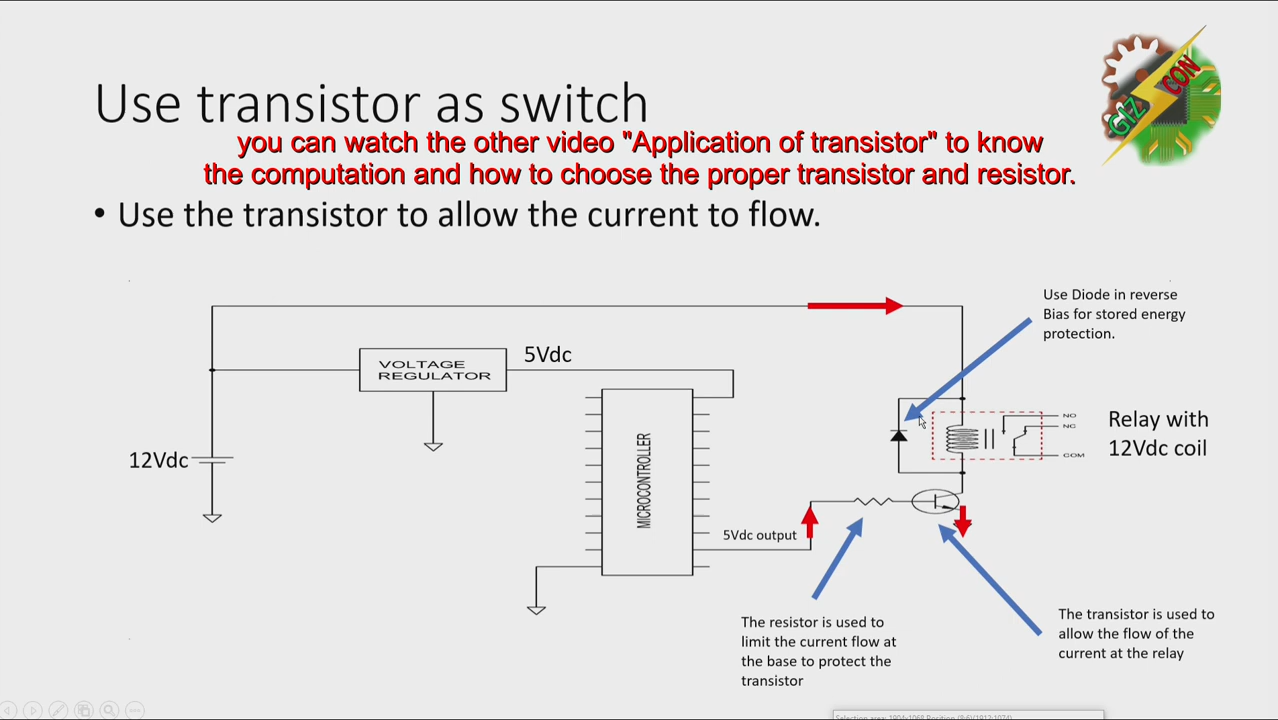 Use transistor as switch
you can watch the other video "Application of transistor" to know
the computation and how to choose the proper transistor and resistor.
• Use the transistor to allow the current to flow.
GIZ CON
Use Diode in reverse
Bias for stored energy
protection.
5Vdc
VOLTAGE
REGULATOR
12Vdc
MICROCONTROLLER
5Vdc output
NO
NC
COM
Relay with
12Vdc coil
The resistor is used to
limit the current flow at
the base to protect the
transistor
The transistor is used to
allow the flow of the
current at the relay